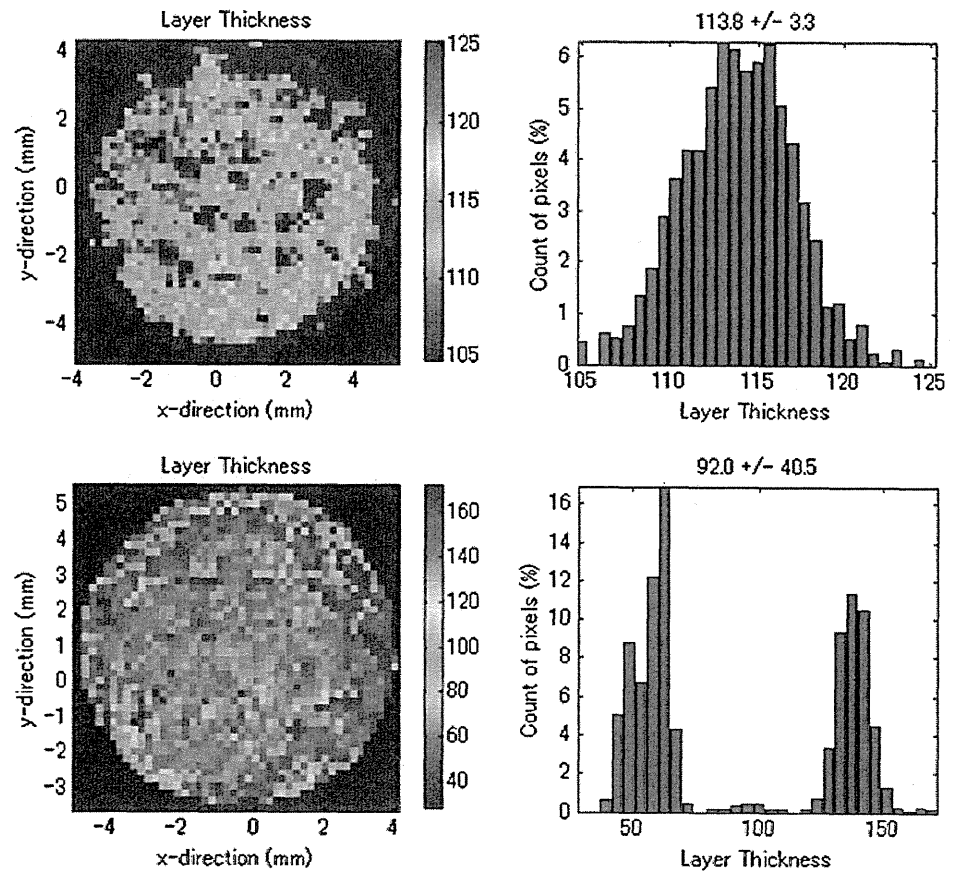 Layer Thickness
4
2
0
-2
-4
y-direction (mm)
-4 -2 0 2 4
x-direction (mm)
125
120
115
110
105
113.8 +/- 3.3
6
5
4
3
2
1
0
Count of pixels (%)
105 110 115 120 125
Layer Thickness
Layer Thickness
5
4
3
2
1
0
-1
-2
-3
y-direction (mm)
-4 -2 0 2 4
x-direction (mm)
160
140
120
100
80
60
40
92.0 +/- 40.5
16
14
12
10
8
6
4
2
0
Count of pixels (%)
50 100 150
Layer Thickness